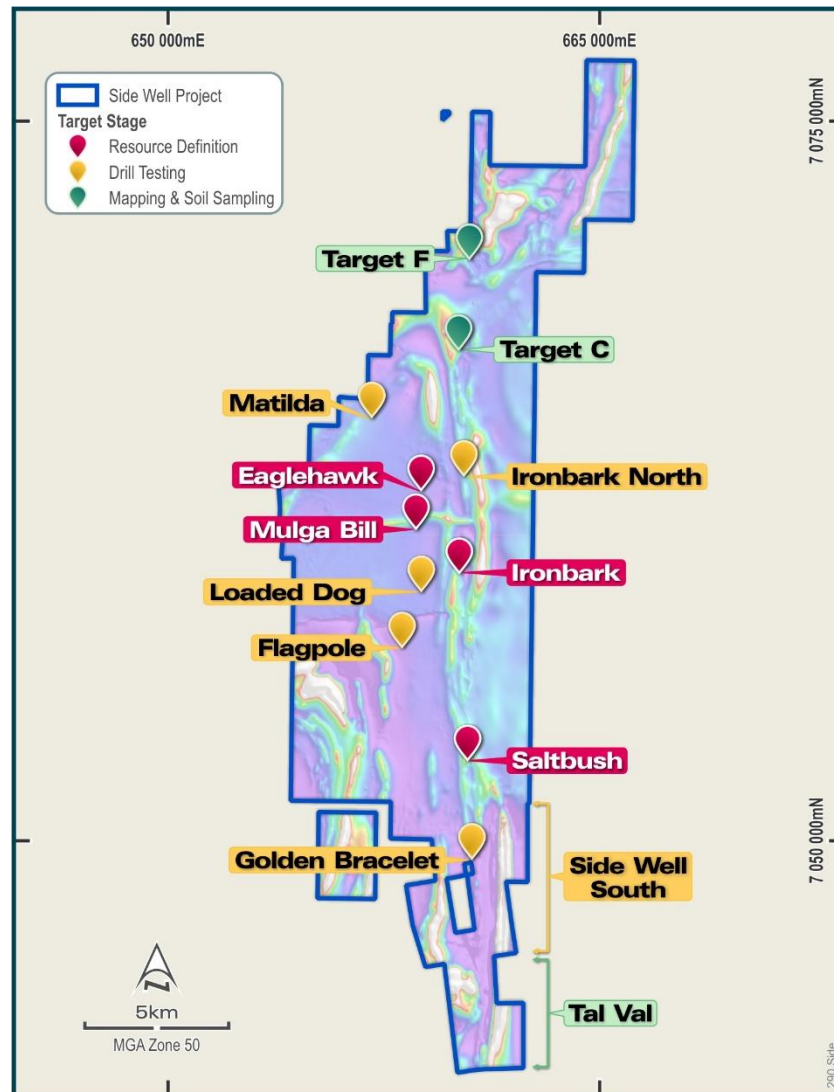 650 000mE
665 000mE
7 075 000mN
Side Well Project
Target Stage
Resource Definition
Drill Testing
Mapping & Soil Sampling
Target F
Target C
Matilda
Eaglehawk
Ironbark North
Mulga Bill
Ironbark
Loaded Dog
Flagpole
Saltbush
7 050 000mN
Golden Bracelet
Side Well
South
Tal Val
N
5km
MGA Zone 50
290 Side